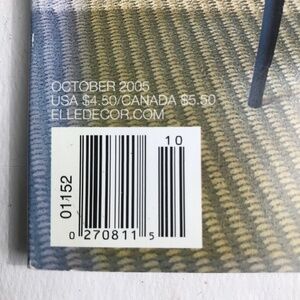 OCTOBER 2005
USA $4.50/CANADA $5.50
ELLEDECOR.COM
10
01152
0 270811 5